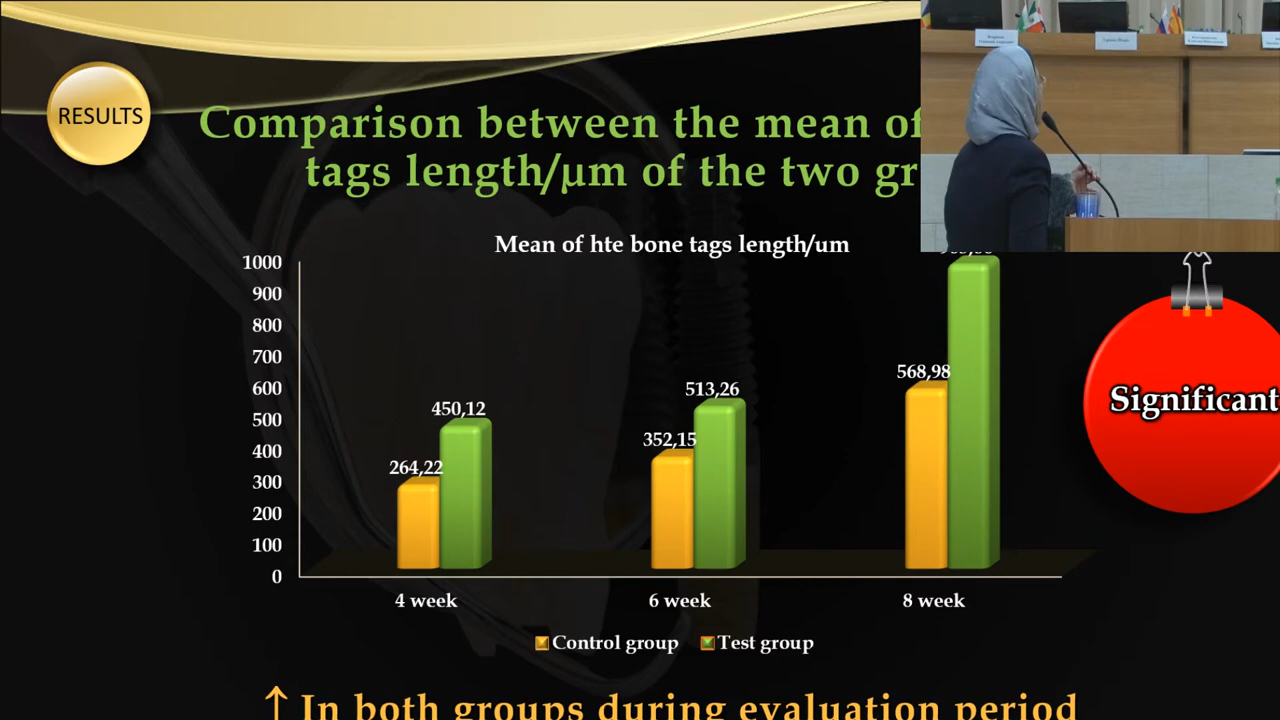 RESULTS
Comparison between the mean of
tags length/µm of the two
Mean of hte bone tags length/um
1000
900
800
700
600
500
400
300
200
100
0
264,22
450,12
352,15
513,26
568,98
4 week
6 week
8 week
Control group
Test group
Significant
↑ In both groups during evaluation period